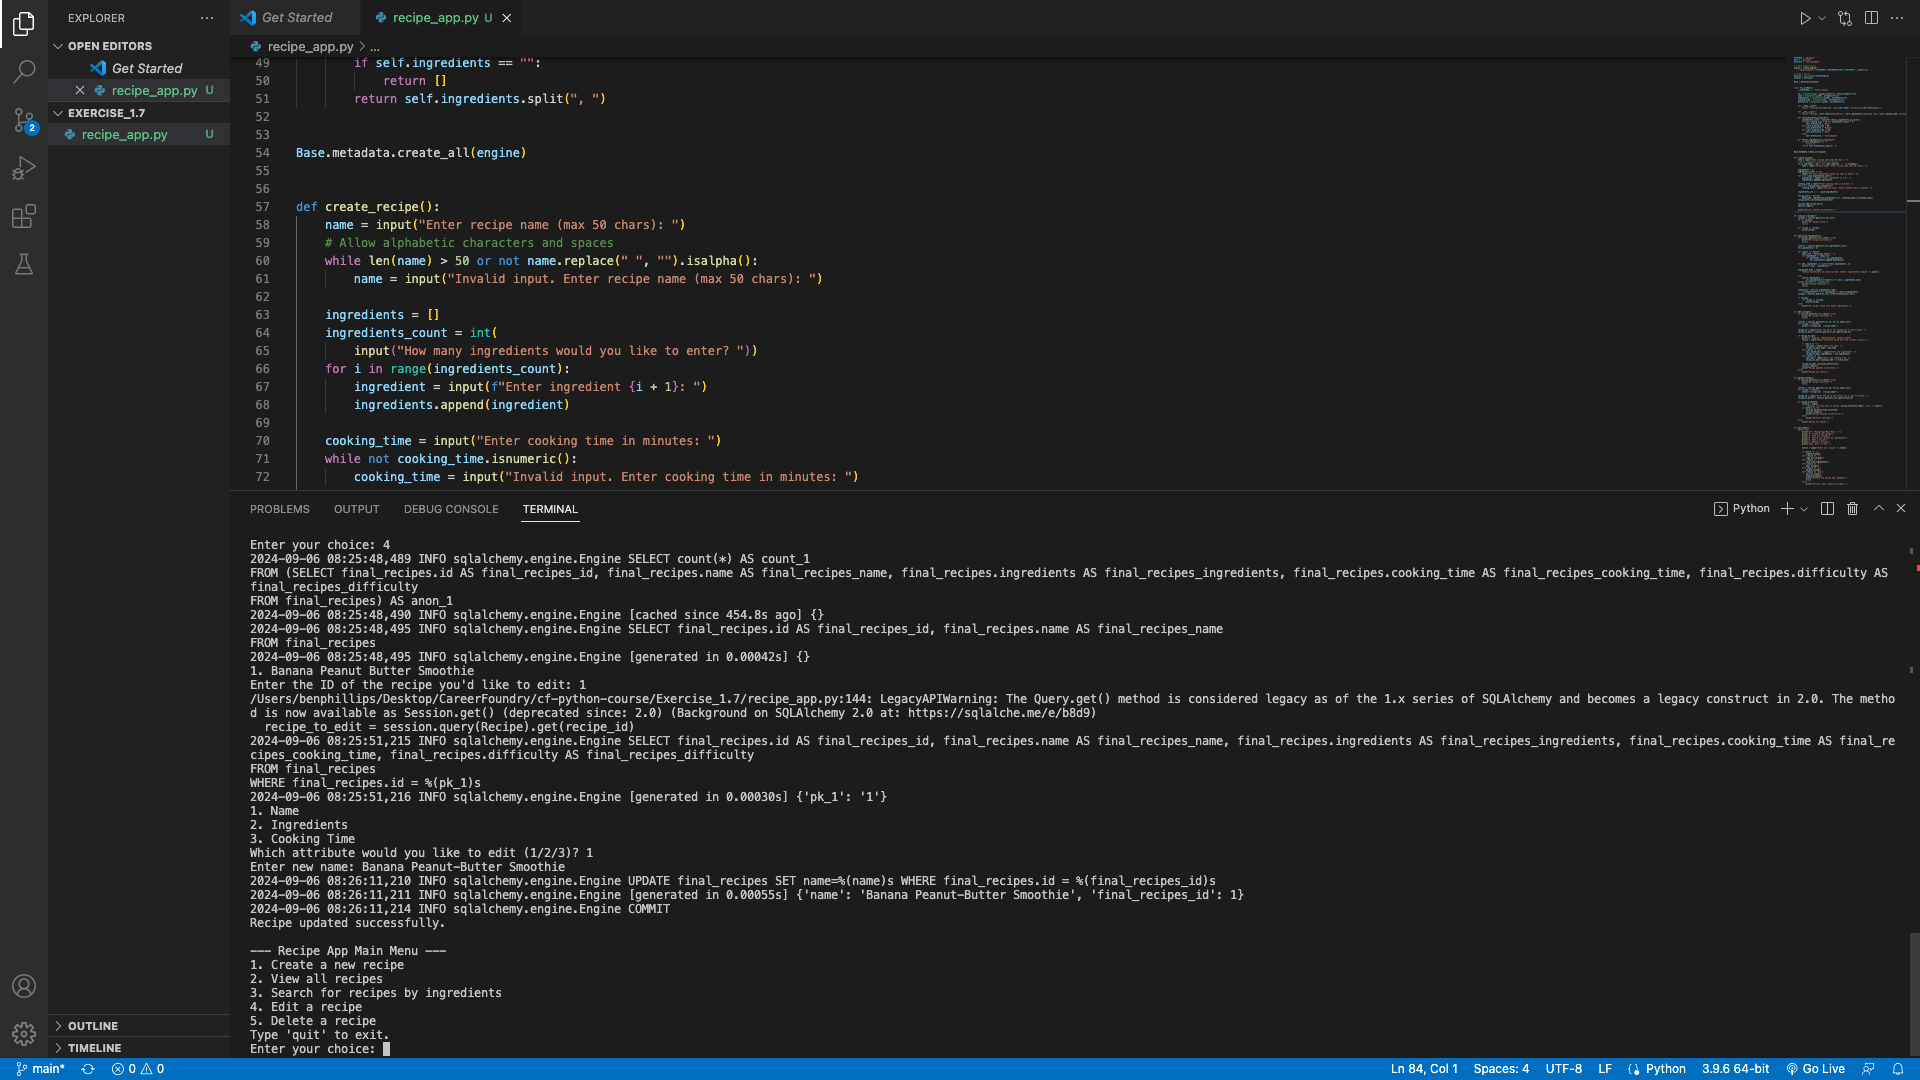 EXPLORER
OPEN EDITORS
Get Started
recipe_app.py U
EXERCISE_1.7
recipe_app.py U
2
OUTLINE
TIMELINE
Get Started
recipe_app.py U
recipe_app.py > ...
49 if self.ingredients == "":
50 return []
51 return self.ingredients.split(", ")
52
53
54 Base.metadata.create_all(engine)
55
56
57 def create_recipe():
58 name = input("Enter recipe name (max 50 chars): ")
59 # Allow alphabetic characters and spaces
60 while len(name) > 50 or not name.replace(" ", "").isalpha():
61 name = input("Invalid input. Enter recipe name (max 50 chars): ")
62
63 ingredients = []
64 ingredients_count = int(
65 input("How many ingredients would you like to enter? "))
66 for i in range(ingredients_count):
67 ingredient = input(f"Enter ingredient {i + 1}: ")
68 ingredients.append(ingredient)
69
70 cooking_time = input("Enter cooking time in minutes: ")
71 while not cooking_time.isnumeric():
72 cooking_time = input("Invalid input. Enter cooking time in minutes: ")
PROBLEMS OUTPUT DEBUG CONSOLE TERMINAL
Python
Enter your choice: 4
2024-09-06 08:25:48,489 INFO sqlalchemy.engine.Engine SELECT count(*) AS count_1
FROM (SELECT final_recipes.id AS final_recipes_id, final_recipes.name AS final_recipes_name, final_recipes.ingredients AS final_recipes_ingredients, final_recipes.cooking_time AS final_recipes_cooking_time, final_recipes.difficulty AS
final_recipes_difficulty
FROM final_recipes) AS anon_1
2024-09-06 08:25:48,490 INFO sqlalchemy.engine.Engine [cached since 454.8s ago] {}
2024-09-06 08:25:48,495 INFO sqlalchemy.engine.Engine SELECT final_recipes.id AS final_recipes_id, final_recipes.name AS final_recipes_name
FROM final_recipes
2024-09-06 08:25:48,495 INFO sqlalchemy.engine.Engine [generated in 0.00042s] {}
1. Banana Peanut Butter Smoothie
Enter the ID of the recipe you'd like to edit: 1
/Users/benphillips/Desktop/CareerFoundry/cf-python-course/Exercise_1.7/recipe_app.py:144: LegacyAPIWarning: The Query.get() method is considered legacy as of the 1.x series of SQLAlchemy and becomes a legacy construct in 2.0. The metho
d is now available as Session.get() (deprecated since: 2.0) (Background on SQLAlchemy 2.0 at: https://sqlalche.me/e/b8d9)
recipe_to_edit = session.query(Recipe).get(recipe_id)
2024-09-06 08:25:51,215 INFO sqlalchemy.engine.Engine SELECT final_recipes.id AS final_recipes_id, final_recipes.name AS final_recipes_name, final_recipes.ingredients AS final_recipes_ingredients, final_recipes.cooking_time AS final_re
cipes_cooking_time, final_recipes.difficulty AS final_recipes_difficulty
FROM final_recipes
WHERE final_recipes.id = %(pk_1)s
2024-09-06 08:25:51,216 INFO sqlalchemy.engine.Engine [generated in 0.00030s] {'pk_1': '1'}
1. Name
2. Ingredients
3. Cooking Time
Which attribute would you like to edit (1/2/3)? 1
Enter new name: Banana Peanut-Butter Smoothie
2024-09-06 08:26:11,210 INFO sqlalchemy.engine.Engine UPDATE final_recipes SET name=%(name)s WHERE final_recipes.id = %(final_recipes_id)s
2024-09-06 08:26:11,211 INFO sqlalchemy.engine.Engine [generated in 0.00055s] {'name': 'Banana Peanut-Butter Smoothie', 'final_recipes_id': 1}
2024-09-06 08:26:11,214 INFO sqlalchemy.engine.Engine COMMIT
Recipe updated successfully.
--- Recipe App Main Menu ---
1. Create a new recipe
2. View all recipes
3. Search for recipes by ingredients
4. Edit a recipe
5. Delete a recipe
Type 'quit' to exit.
Enter your choice:
main* 0 0 Ln 84, Col 1 Spaces: 4 UTF-8 LF Python 3.9.6 64-bit Go Live